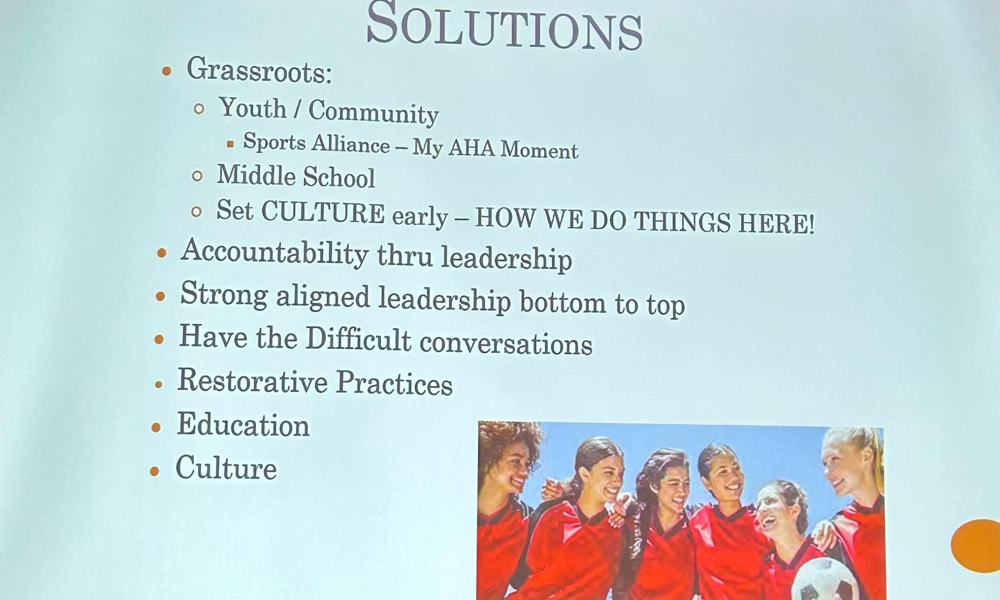 SOLUTIONS
Grassroots:
Youth / Community
Sports Alliance – My AHA Moment
Middle School
Set CULTURE early – HOW WE DO THINGS HERE!
Accountability thru leadership
Strong aligned leadership bottom to top
Have the Difficult conversations
Restorative Practices
Education
Culture